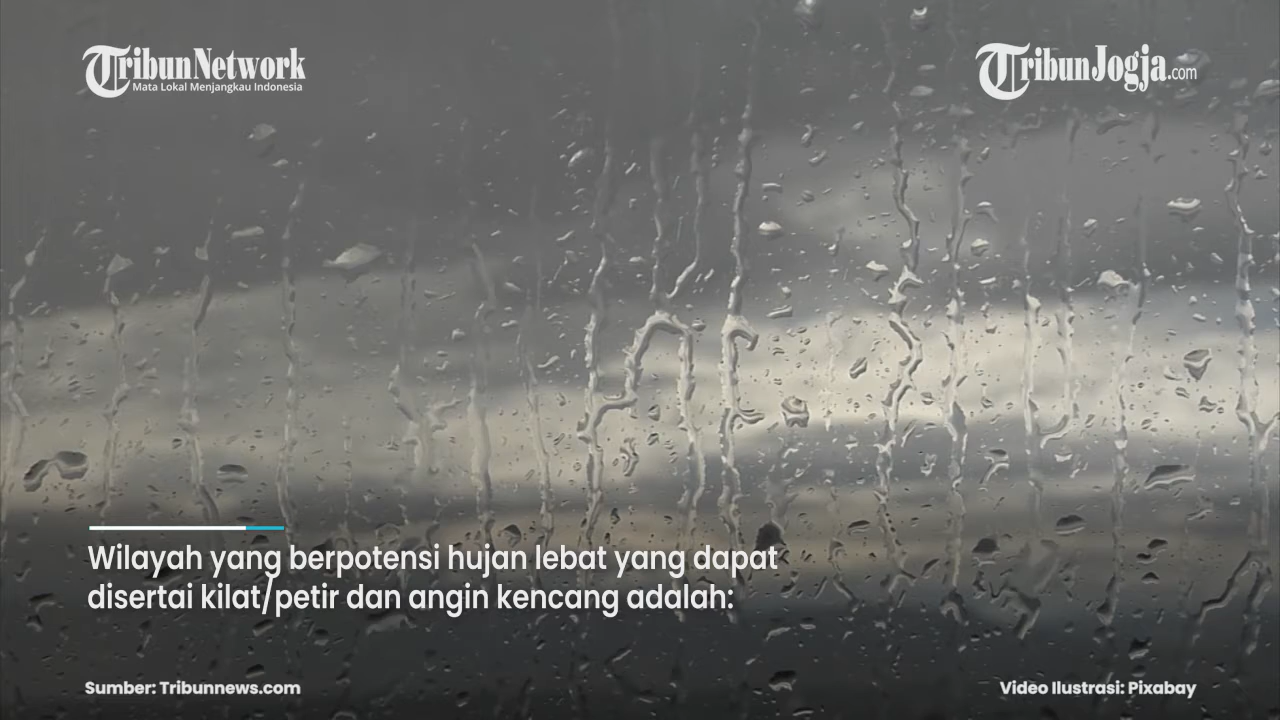 TribunNetwork
Mata Lokal Menjangkau Indonesia
TribunJogja.com
Wilayah yang berpotensi hujan lebat yang dapat
disertai kilat/petir dan angin kencang adalah:
Sumber: Tribunnews.com
Video Ilustrasi: Pixabay